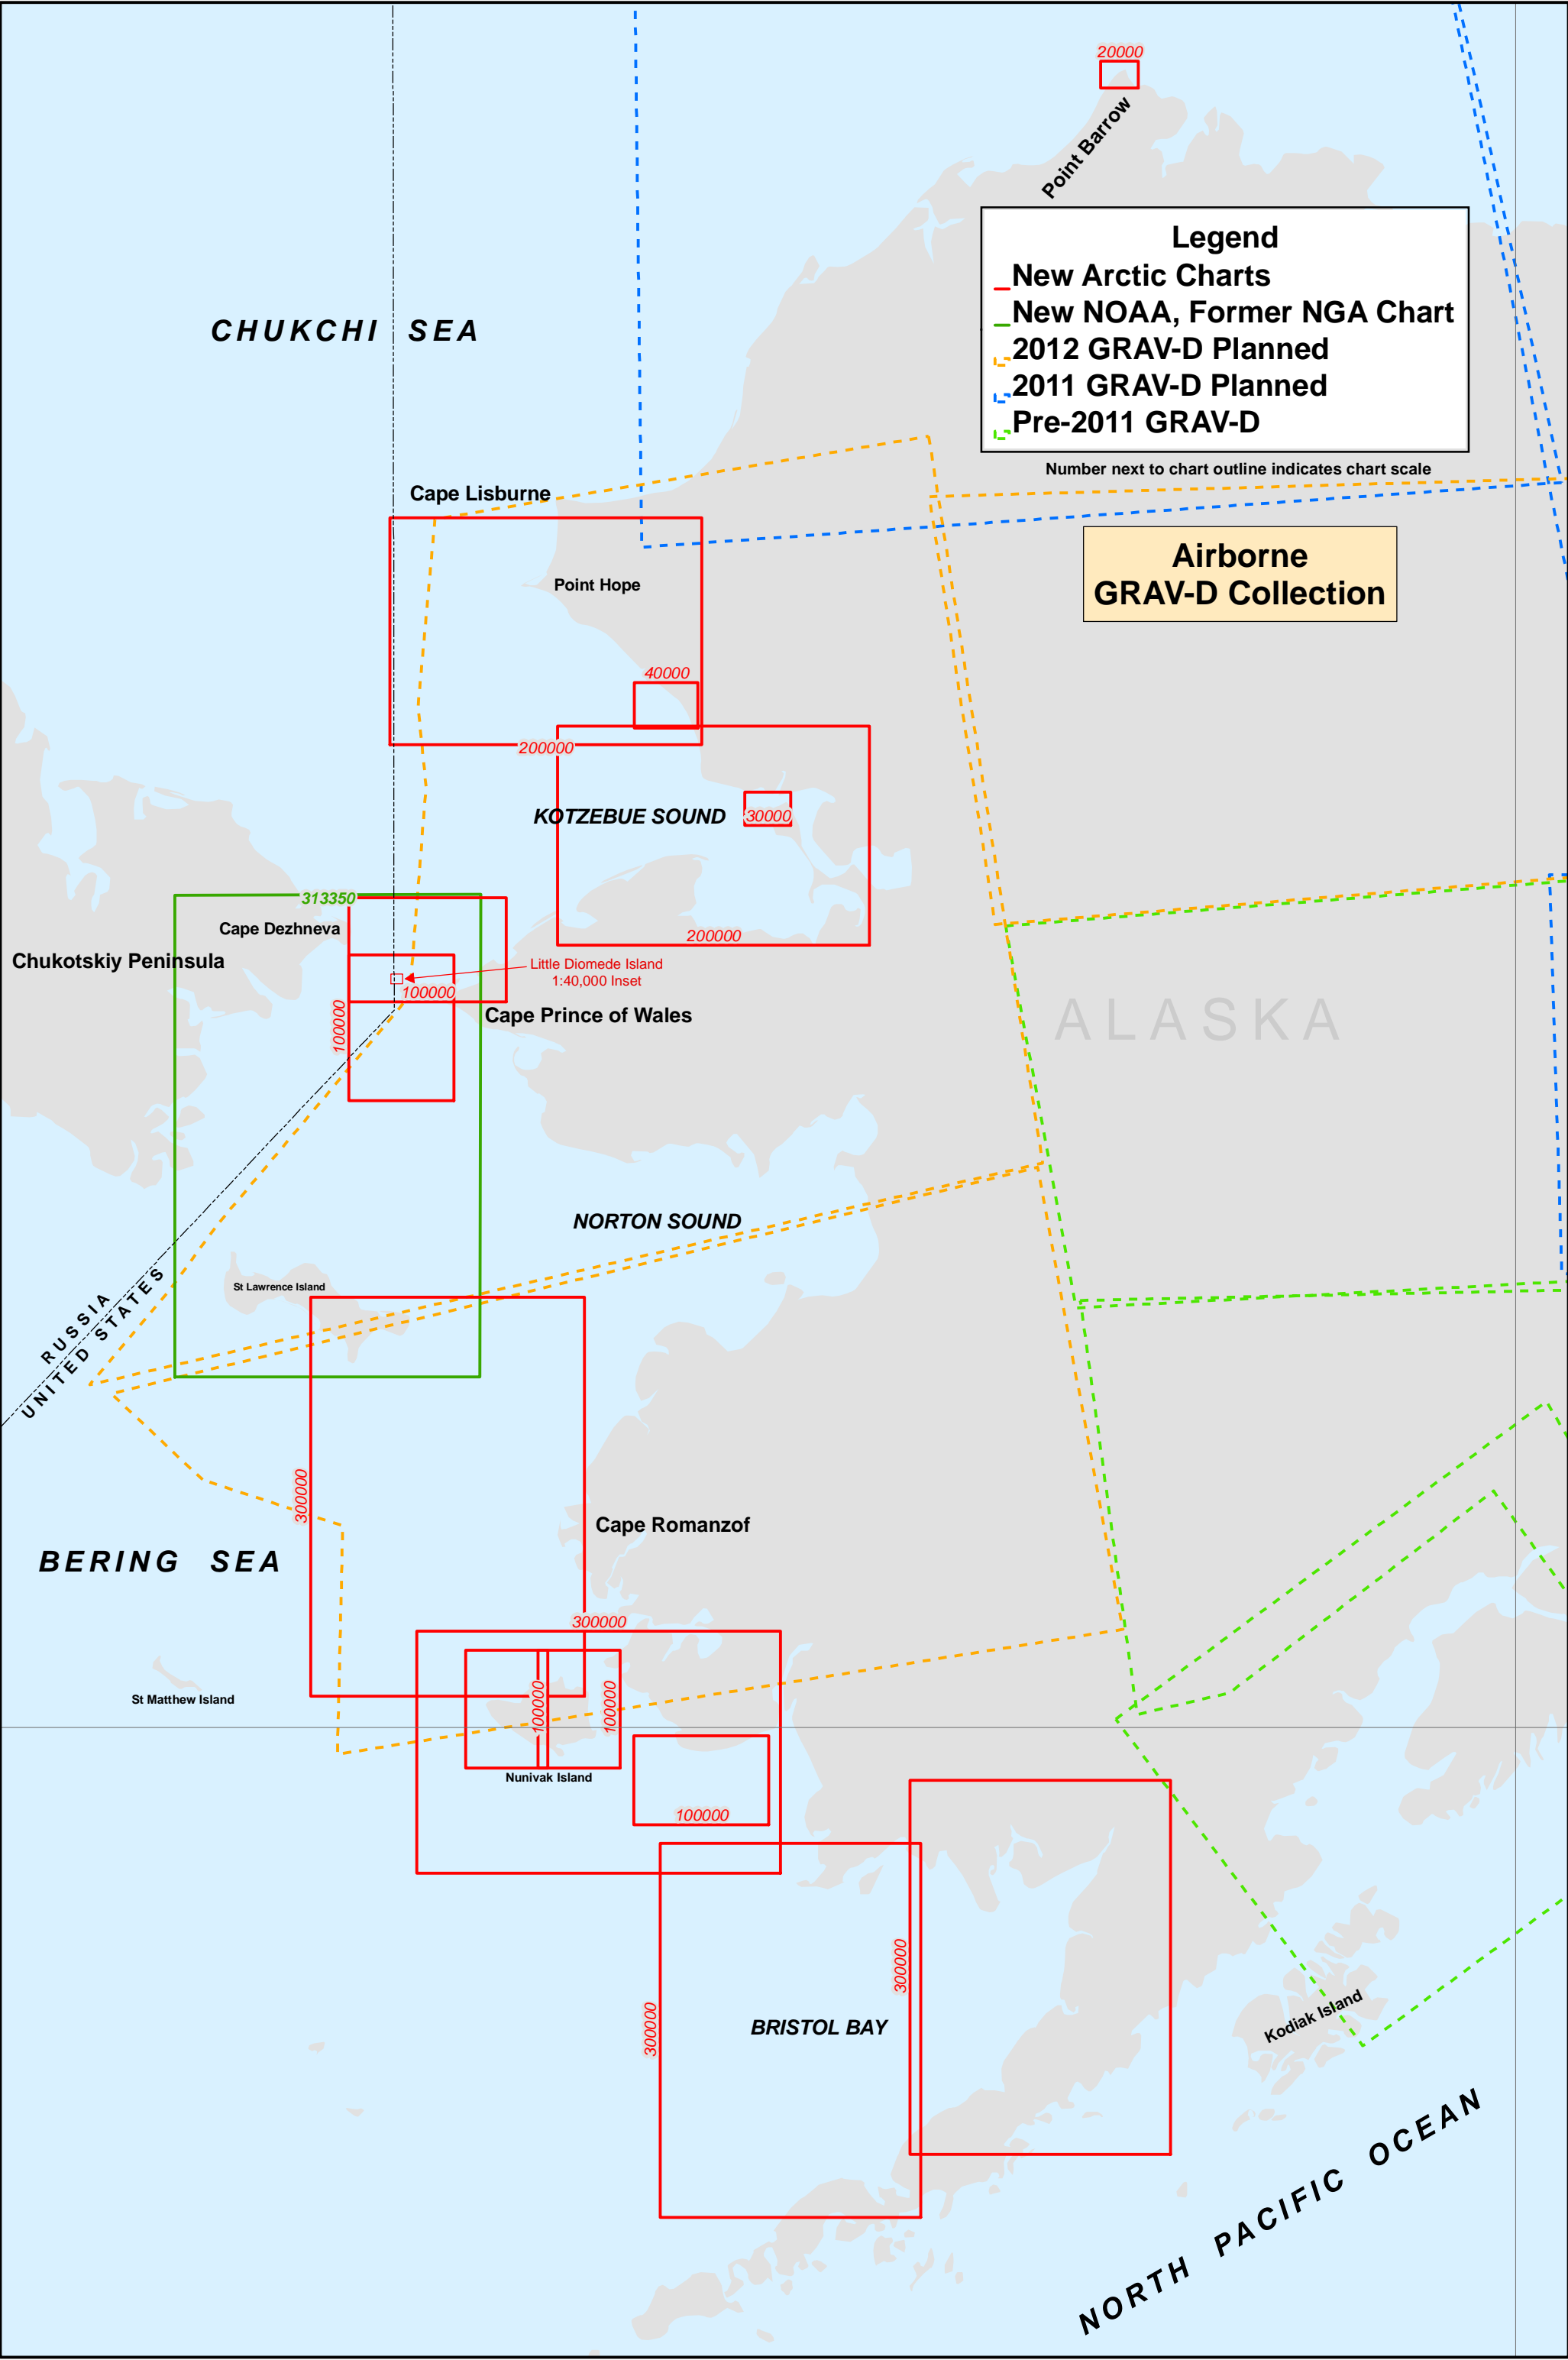 20000
Point Barrow
Legend
New Arctic Charts
New NOAA, Former NGA Chart
2012 GRAV-D Planned
2011 GRAV-D Planned
Pre-2011 GRAV-D
Number next to chart outline indicates chart scale
CHUKCHI SEA
Cape Lisburne
Airborne
GRAV-D Collection
Point Hope
40000
200000
KOTZEBUE SOUND
30000
313350
Cape Dezhneva
200000
Chukotskiy Peninsula
Little Diomede Island
1:40,000 Inset
100000
100000
Cape Prince of Wales
ALASKA
NORTON SOUND
St Lawrence Island
RUSSIA
UNITED STATES
300000
Cape Romanzof
BERING SEA
300000
St Matthew Island
100000
100000
Nunivak Island
100000
300000
300000
BRISTOL BAY
Kodiak Island
NORTH PACIFIC OCEAN